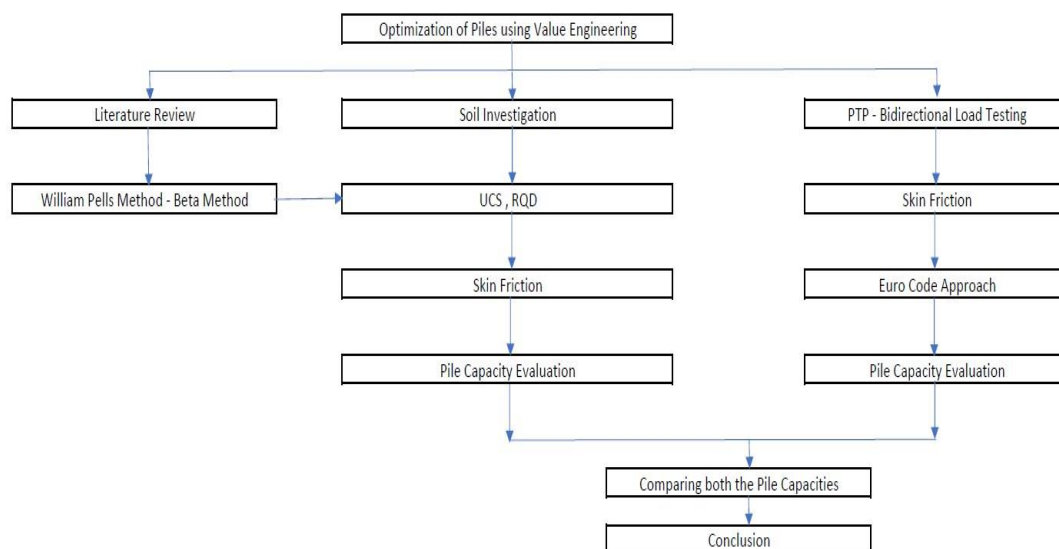 Optimization of Piles using Value Engineering
Literature Review
Soil Investigation
PTP - Bidirectional Load Testing
William Pells Method - Beta Method
UCS , RQD
Skin Friction
Skin Friction
Euro Code Approach
Pile Capacity Evaluation
Pile Capacity Evaluation
Comparing both the Pile Capacities
Conclusion